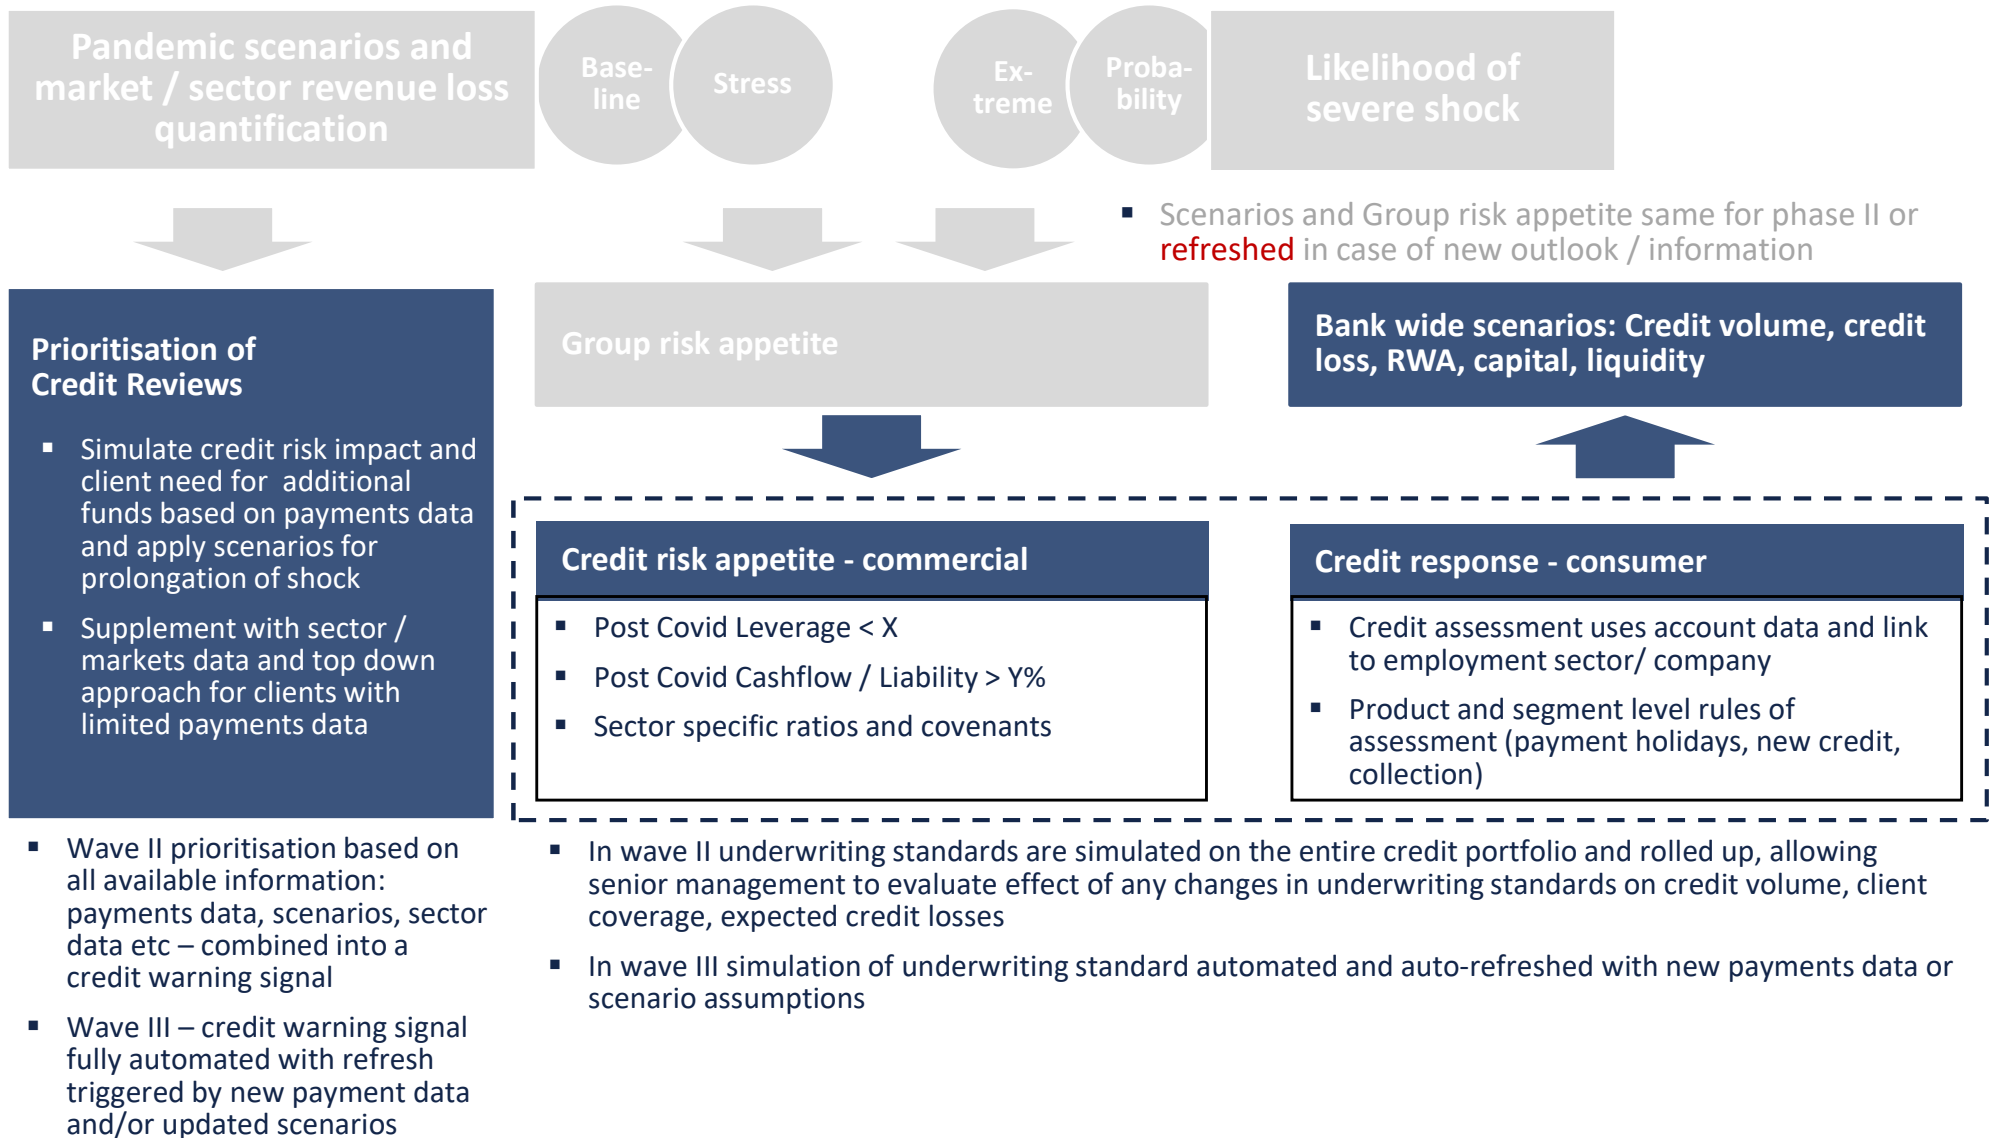 Pandemic scenarios and
market / sector revenue loss
quantification
Base-
line
Stress
Ex-
treme
Proba-
bility
Likelihood of
severe shock
▪ Scenarios and Group risk appetite same for phase II or
refreshed in case of new outlook / information
Prioritisation of
Credit Reviews
▪ Simulate credit risk impact and
client need for additional
funds based on payments data
and apply scenarios for
prolongation of shock
▪ Supplement with sector /
markets data and top down
approach for clients with
limited payments data
Group risk appetite
Bank wide scenarios: Credit volume, credit
loss, RWA, capital, liquidity
Credit risk appetite - commercial
▪ Post Covid Leverage < X
▪ Post Covid Cashflow / Liability > Y%
▪ Sector specific ratios and covenants
Credit response - consumer
▪ Credit assessment uses account data and link
to employment sector/ company
▪ Product and segment level rules of
assessment (payment holidays, new credit,
collection)
▪ Wave II prioritisation based on
all available information:
payments data, scenarios, sector
data etc – combined into a
credit warning signal
▪ Wave III – credit warning signal
fully automated with refresh
triggered by new payment data
and/or updated scenarios
▪ In wave II underwriting standards are simulated on the entire credit portfolio and rolled up, allowing
senior management to evaluate effect of any changes in underwriting standards on credit volume, client
coverage, expected credit losses
▪ In wave III simulation of underwriting standard automated and auto-refreshed with new payments data or
scenario assumptions